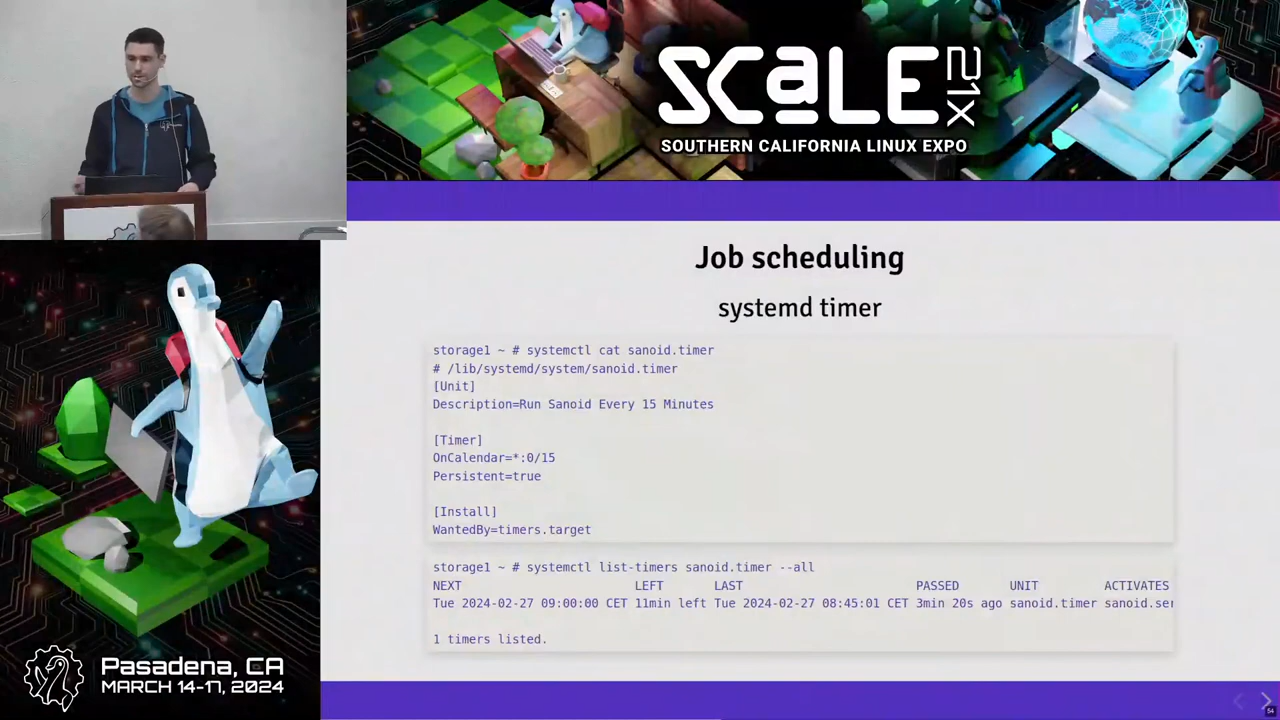 SCALE 21X
SOUTHERN CALIFORNIA LINUX EXPO
Job scheduling
systemd timer
storage1 ~ # systemctl cat sanoid.timer
# /lib/systemd/system/sanoid.timer
[Unit]
Description=Run Sanoid Every 15 Minutes
[Timer]
OnCalendar=*:0/15
Persistent=true
[Install]
WantedBy=timers.target
storage1 ~ # systemctl list-timers sanoid.timer --all
NEXT LEFT LAST PASSED UNIT ACTIVATES
Tue 2024-02-27 09:00:00 CET 11min left Tue 2024-02-27 08:45:01 CET 3min 20s ago sanoid.timer sanoid.ser
1 timers listed.
Pasadena, CA
MARCH 14-17, 2024
54